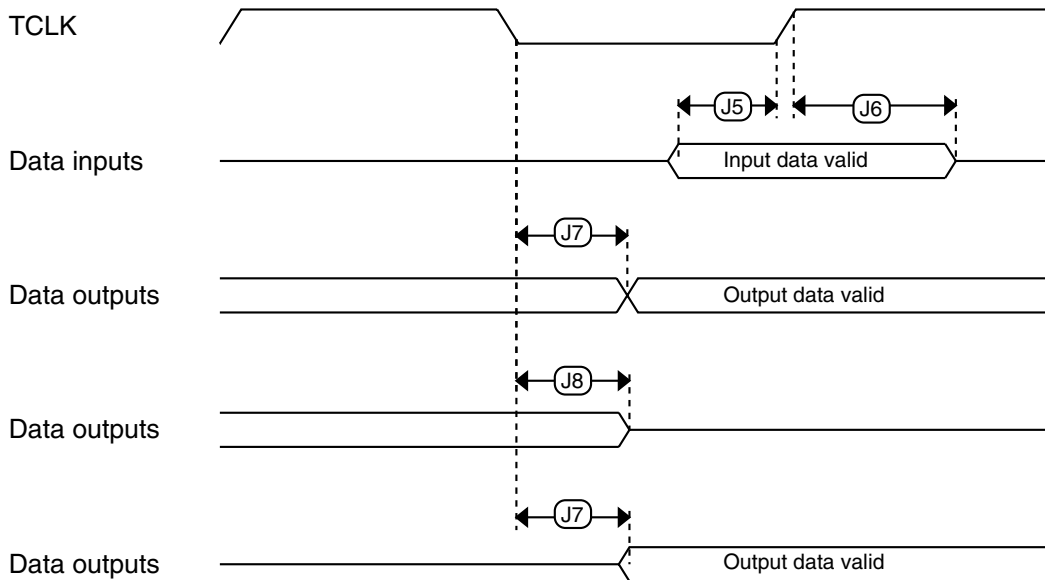 TCLK
J5
J6
Data inputs
Input data valid
J7
Data outputs
Output data valid
J8
Data outputs
J7
Data outputs
Output data valid